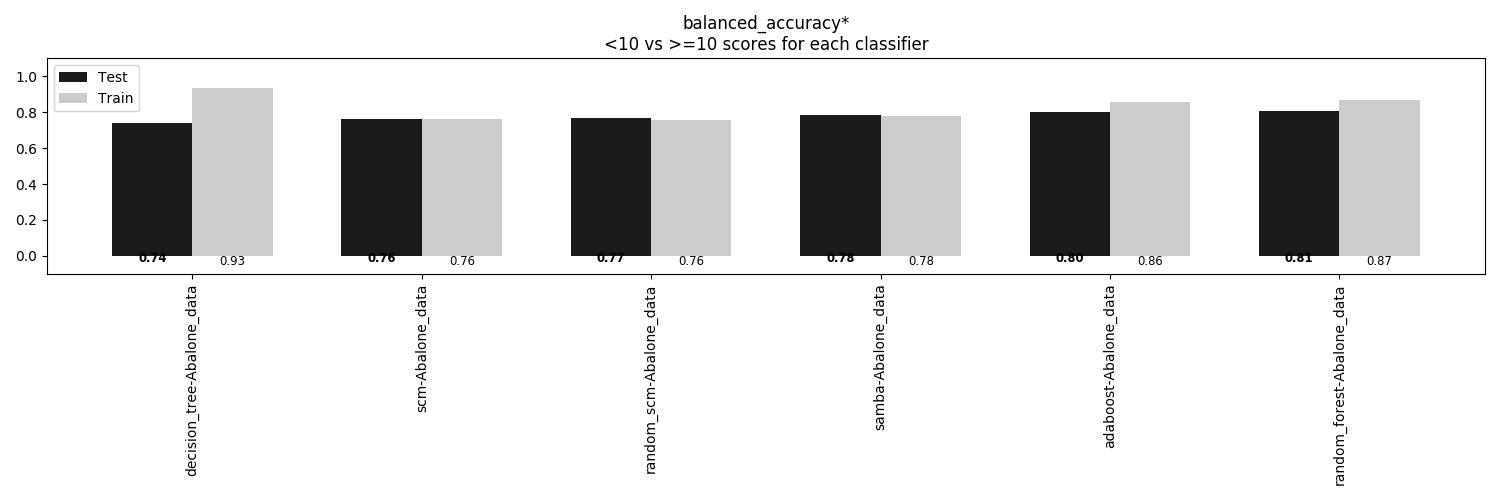 balanced_accuracy*
<10 vs >=10 scores for each classifier
Test
Train
1.0
0.8
0.6
0.4
0.2
0.0
0.74 0.93 0.76 0.76 0.77 0.76 0.78 0.78 0.80 0.86 0.81 0.87
decision_tree-Abalone_data
scm-Abalone_data
random_scm-Abalone_data
samba-Abalone_data
adaboost-Abalone_data
random_forest-Abalone_data